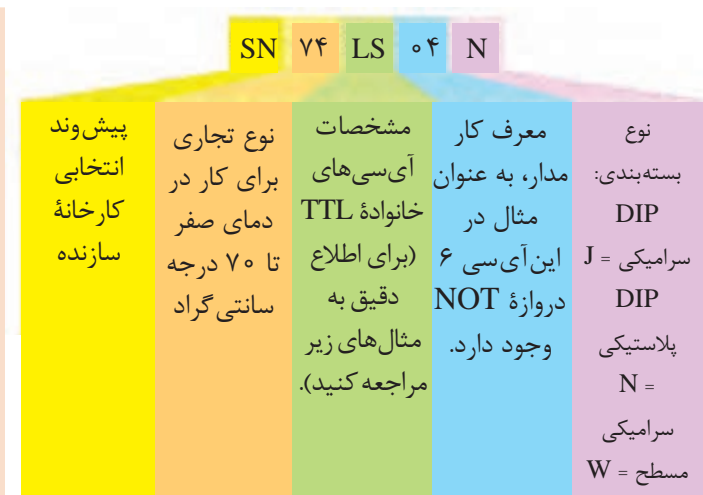 SN ۷۴ LS ۰۴ N
پیش‌وند
انتخابی
کارخانهٔ
سازنده
نوع تجاری
برای کار در
دمای صفر
تا ۷۰ درجه
سانتی‌گراد
مشخصات
آی‌سی‌های
خانوادهٔ TTL
(برای اطلاع
دقیق به
مثال‌های زیر
مراجعه کنید).
معرف کار
مدار، به عنوان
مثال در
این آی‌سی ۶
دروازهٔ NOT
وجود دارد.
نوع
بسته‌بندی:
DIP
سرامیکی = J
DIP
پلاستیکی
= N
سرامیکی
مسطح = W